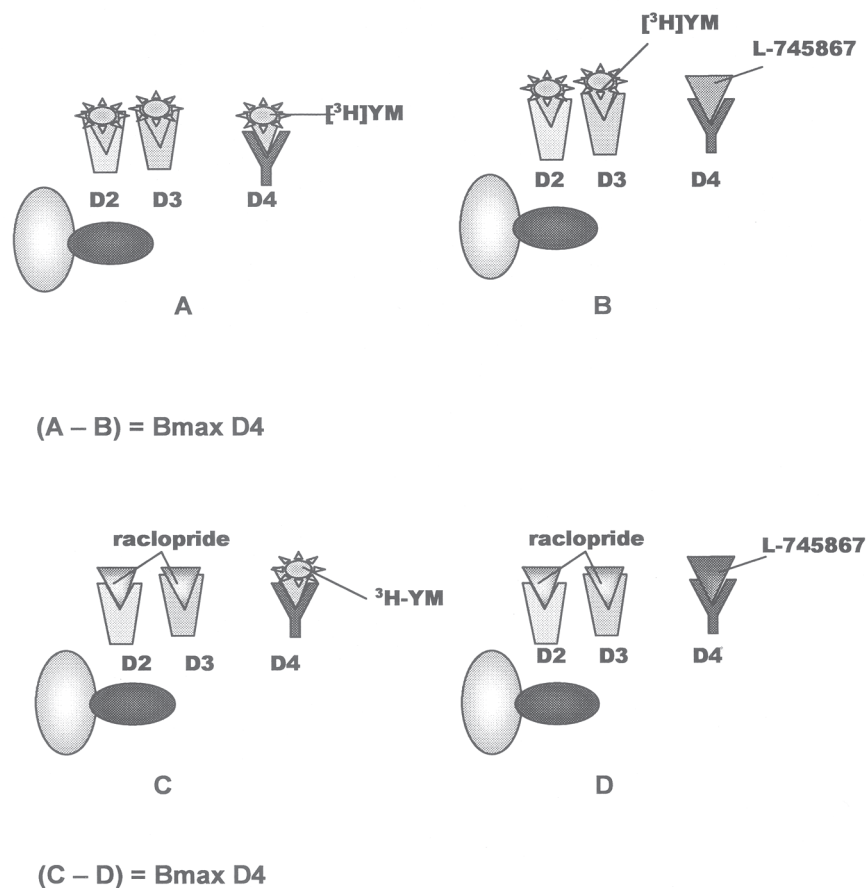 [³H]YM
L-745867
[³H]YM
D2 D3 D4
D2 D3 D4
A
B
(A – B) = Bmax D4
raclopride
³H-YM
raclopride
L-745867
D2 D3 D4
D2 D3 D4
C
D
(C – D) = Bmax D4